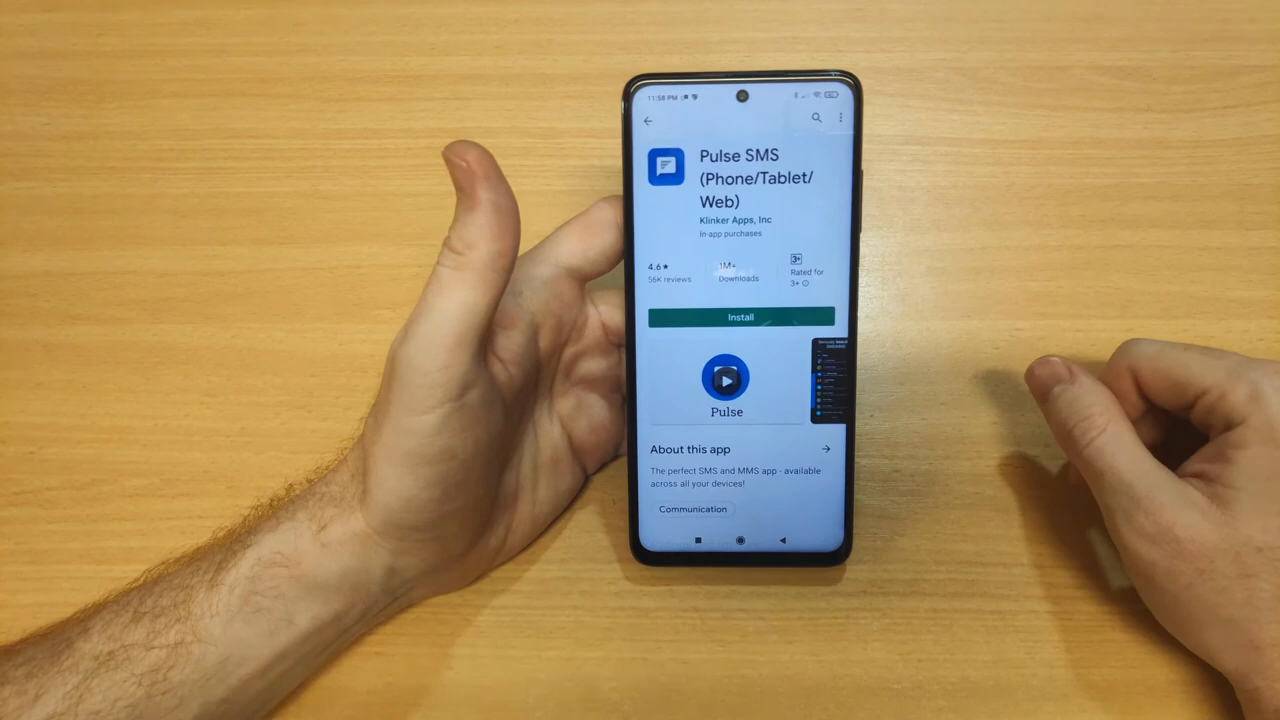 11:58 PM
Pulse SMS
(Phone/Tablet/
Web)
Klinker Apps, Inc
In-app purchases
4.6★
56K reviews
1M+
Downloads
3+
Rated for
3+
Install
Pulse
About this app
The perfect SMS and MMS app - available
across all your devices!
Communication